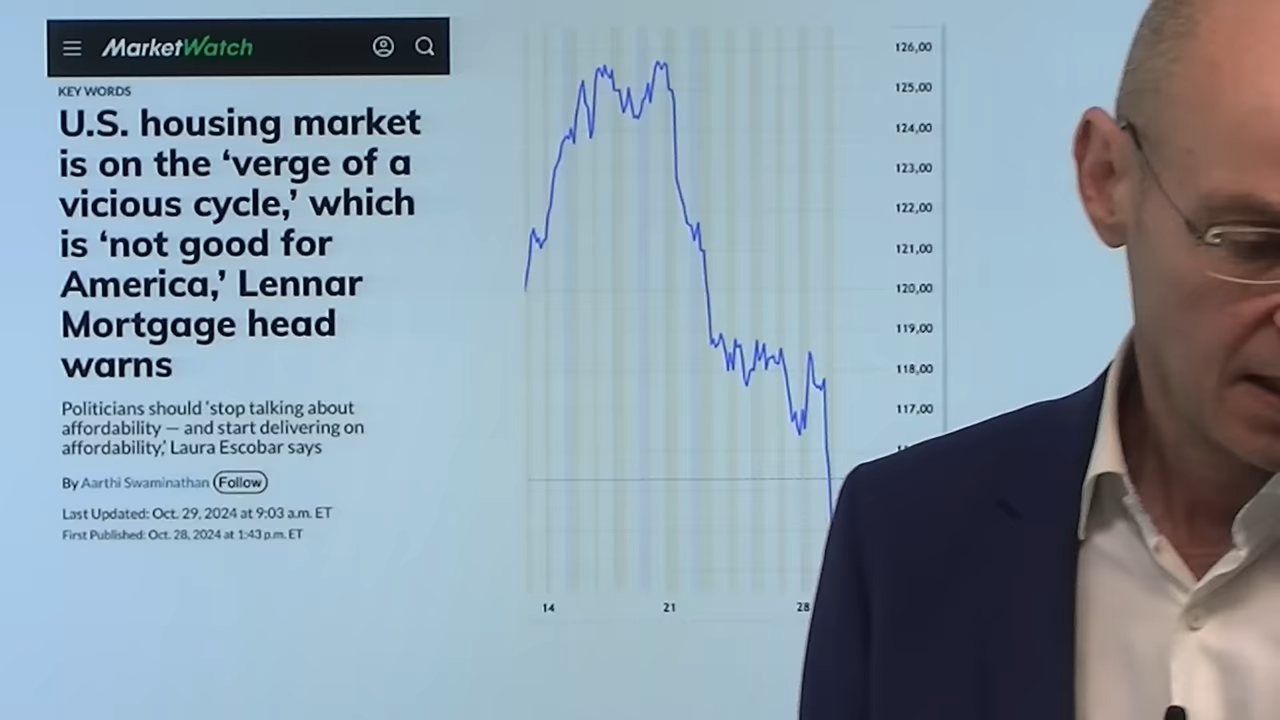 MarketWatch
KEY WORDS
U.S. housing market
is on the ‘verge of a
vicious cycle,’ which
is ‘not good for
America,’ Lennar
Mortgage head
warns
Politicians should ‘stop talking about
affordability — and start delivering on
affordability,’ Laura Escobar says
By Aarthi Swaminathan Follow
Last Updated: Oct. 29, 2024 at 9:03 a.m. ET
First Published: Oct. 28, 2024 at 1:43 p.m. ET
126,00
125,00
124,00
123,00
122,00
121,00
120,00
119,00
118,00
117,00
14
21
28